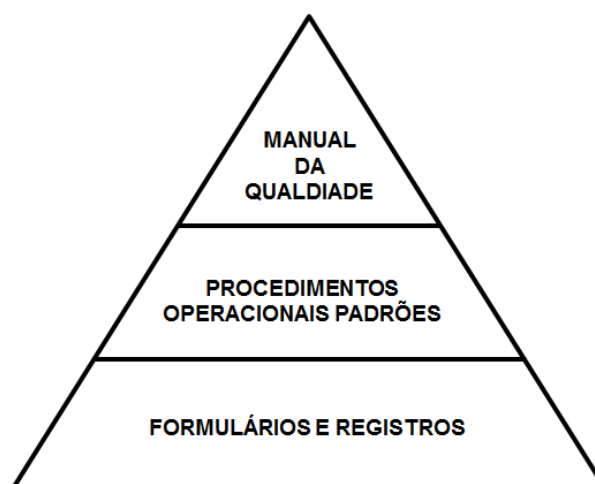 MANUAL
DA
QUALDIADE
PROCEDIMENTOS
OPERACIONAIS PADRÕES
FORMULÁRIOS E REGISTROS